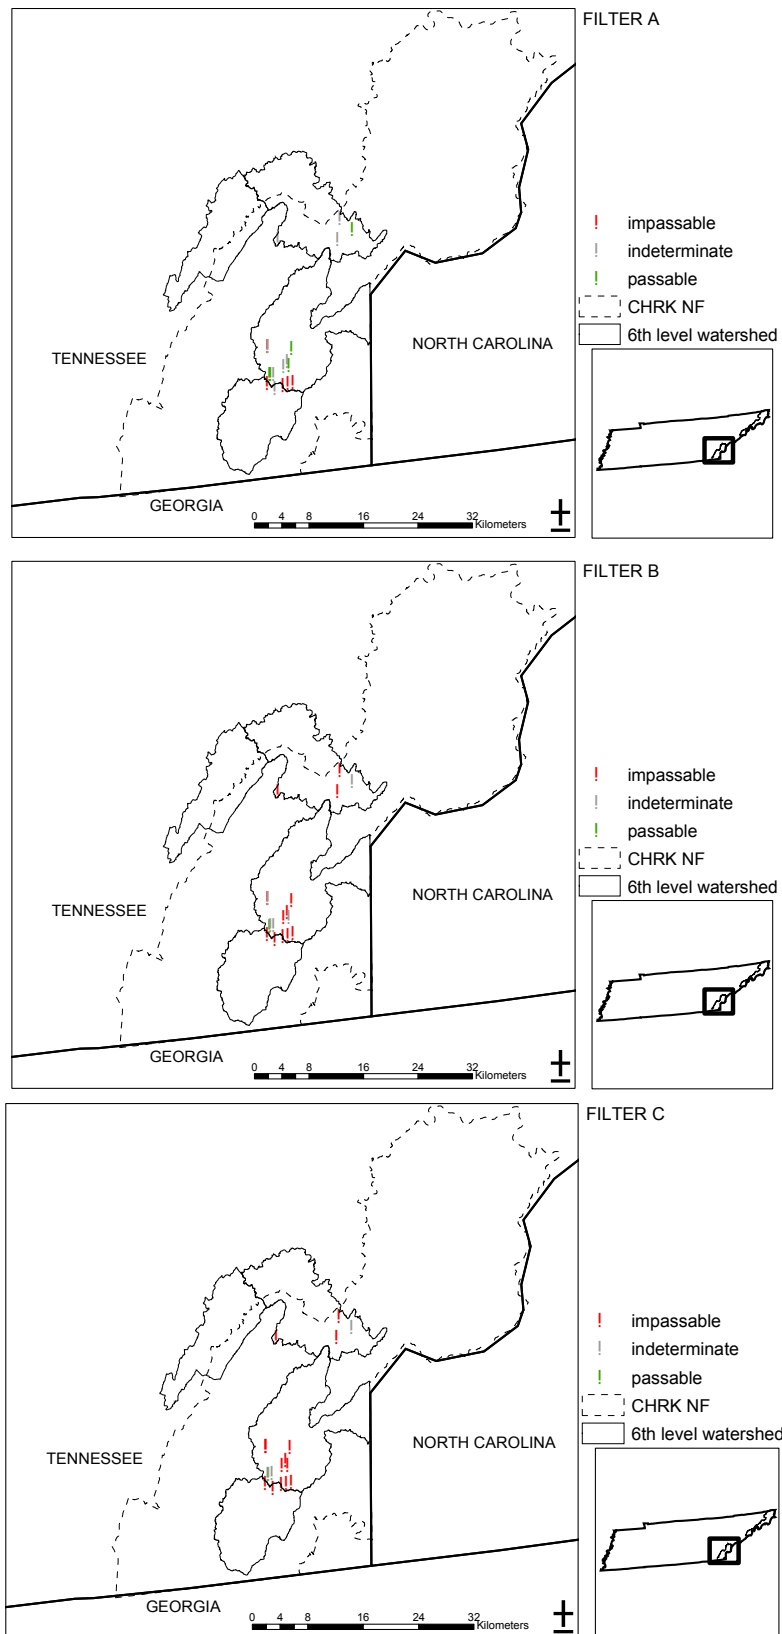 FILTER A
! impassable
! indeterminate
! passable
CHRK NF
6th level watershed
NORTH CAROLINA
TENNESSEE
GEORGIA
0 4 8 16 24 32
Kilometers
FILTER B
! impassable
! indeterminate
! passable
CHRK NF
6th level watershed
NORTH CAROLINA
TENNESSEE
GEORGIA
0 4 8 16 24 32
Kilometers
FILTER C
! impassable
! indeterminate
! passable
CHRK NF
6th level watershed
NORTH CAROLINA
TENNESSEE
GEORGIA
0 4 8 16 24 32
Kilometers